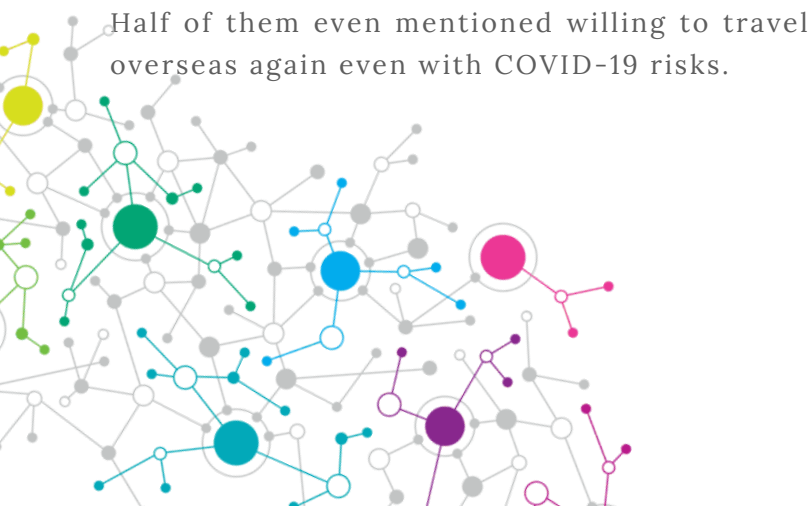 Half of them even mentioned willing to travel
overseas again even with COVID-19 risks.